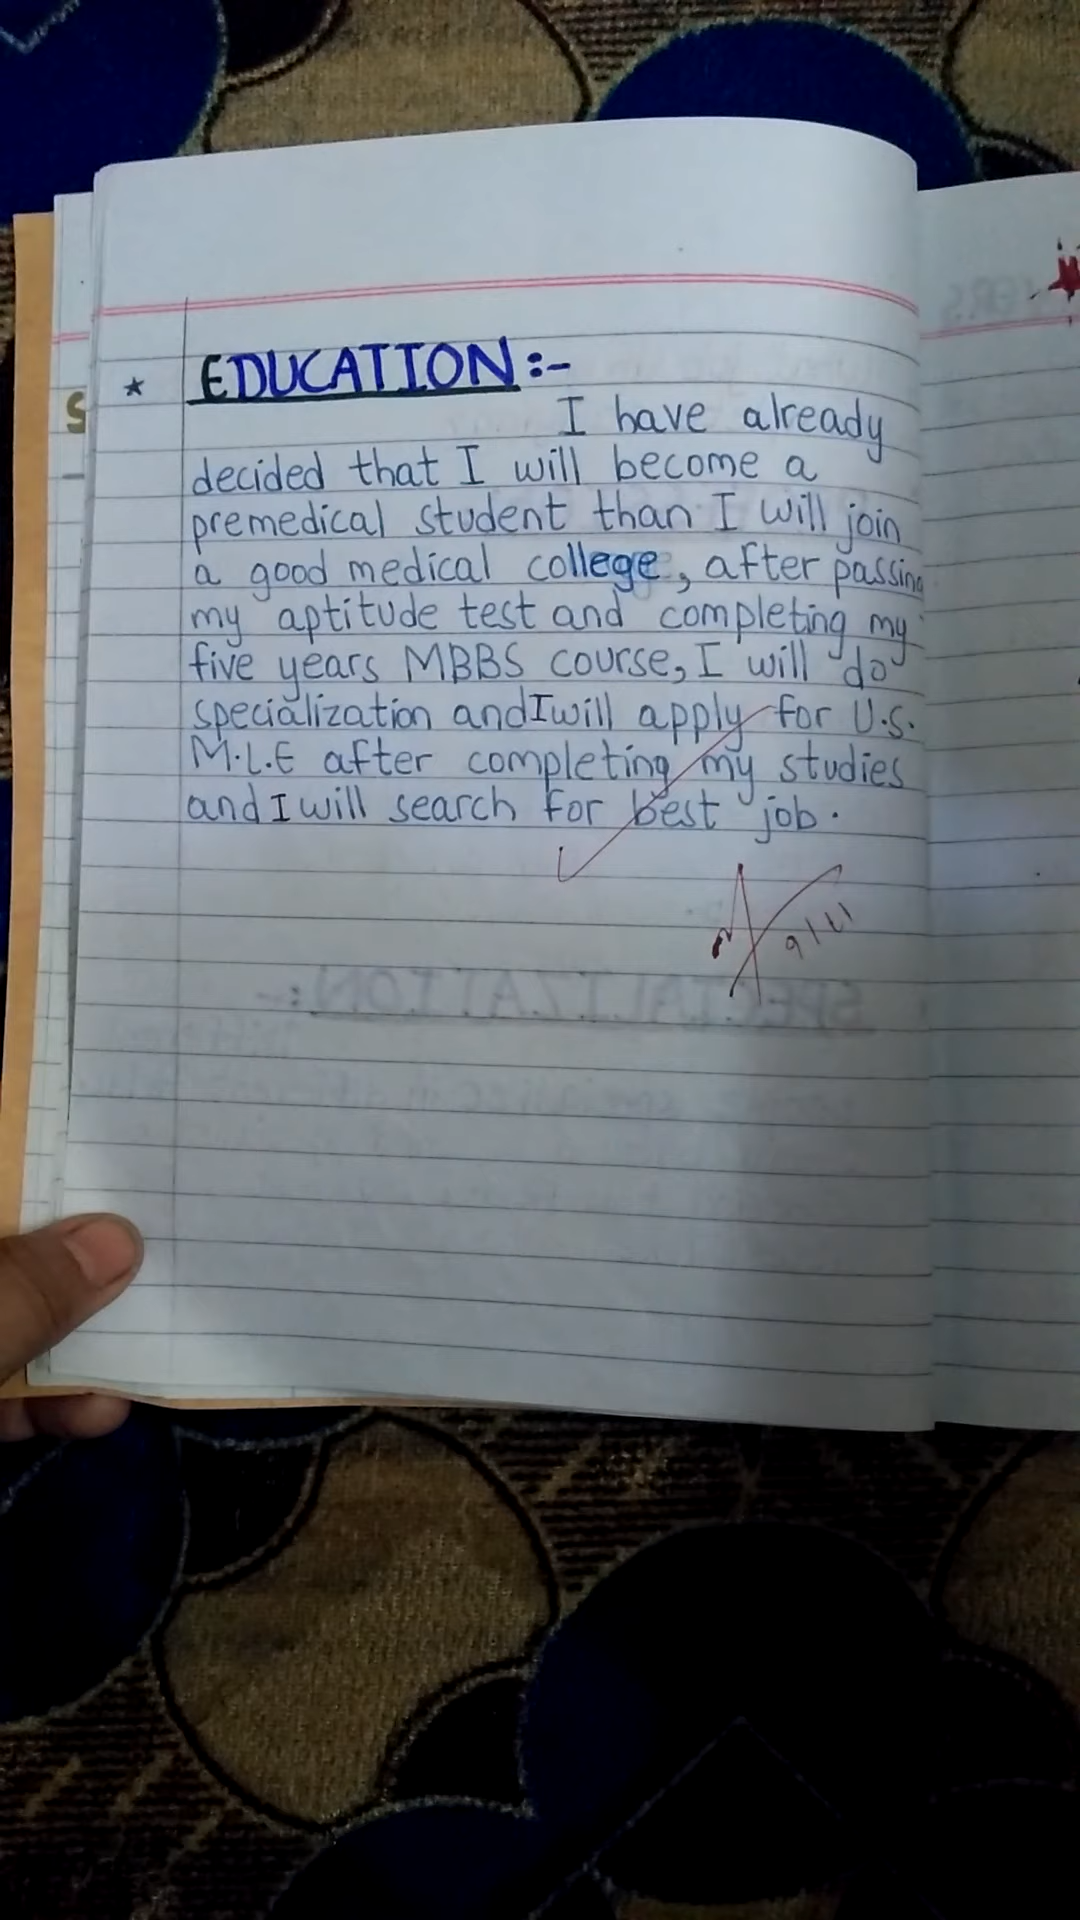 ★ EDUCATION:-
I have already
decided that I will become a
premedical student than I will join
a good medical college, after passing
my aptitude test and completing my
five years MBBS course, I will do
specialization and I will apply for U.S.
M.L.E after completing my studies
and I will search for best job.
SPECIALIZATION:-
S